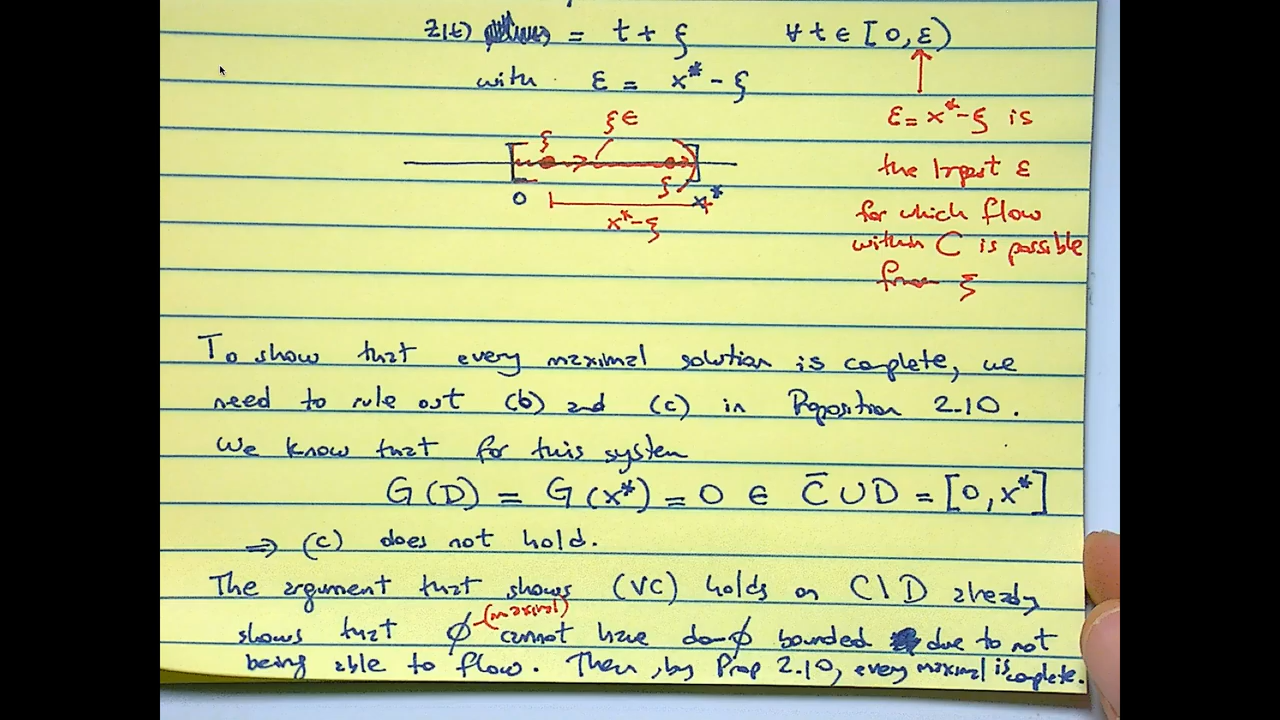 z(t) = t + ξ ∀ t ∈ [0, ε)
with ε = x* - ξ
ε = x* - ξ is
the largest ε
for which flow
within C is possible
from ξ
ξ ∈
ξ
ξ
0 x*
x* - ξ
To show that every maximal solution is complete, we
need to rule out (b) and (c) in Proposition 2.10.
We know that for this system
G(D) = G(x*) = 0 ∈ C̅ ∪ D = [0, x*]
⇒ (c) does not hold.
The argument that shows (VC) holds on C\D already
shows that ϕ (maximal) cannot have dom ϕ bounded due to not
being able to flow. Then, by Prop 2.10, every maximal is complete.